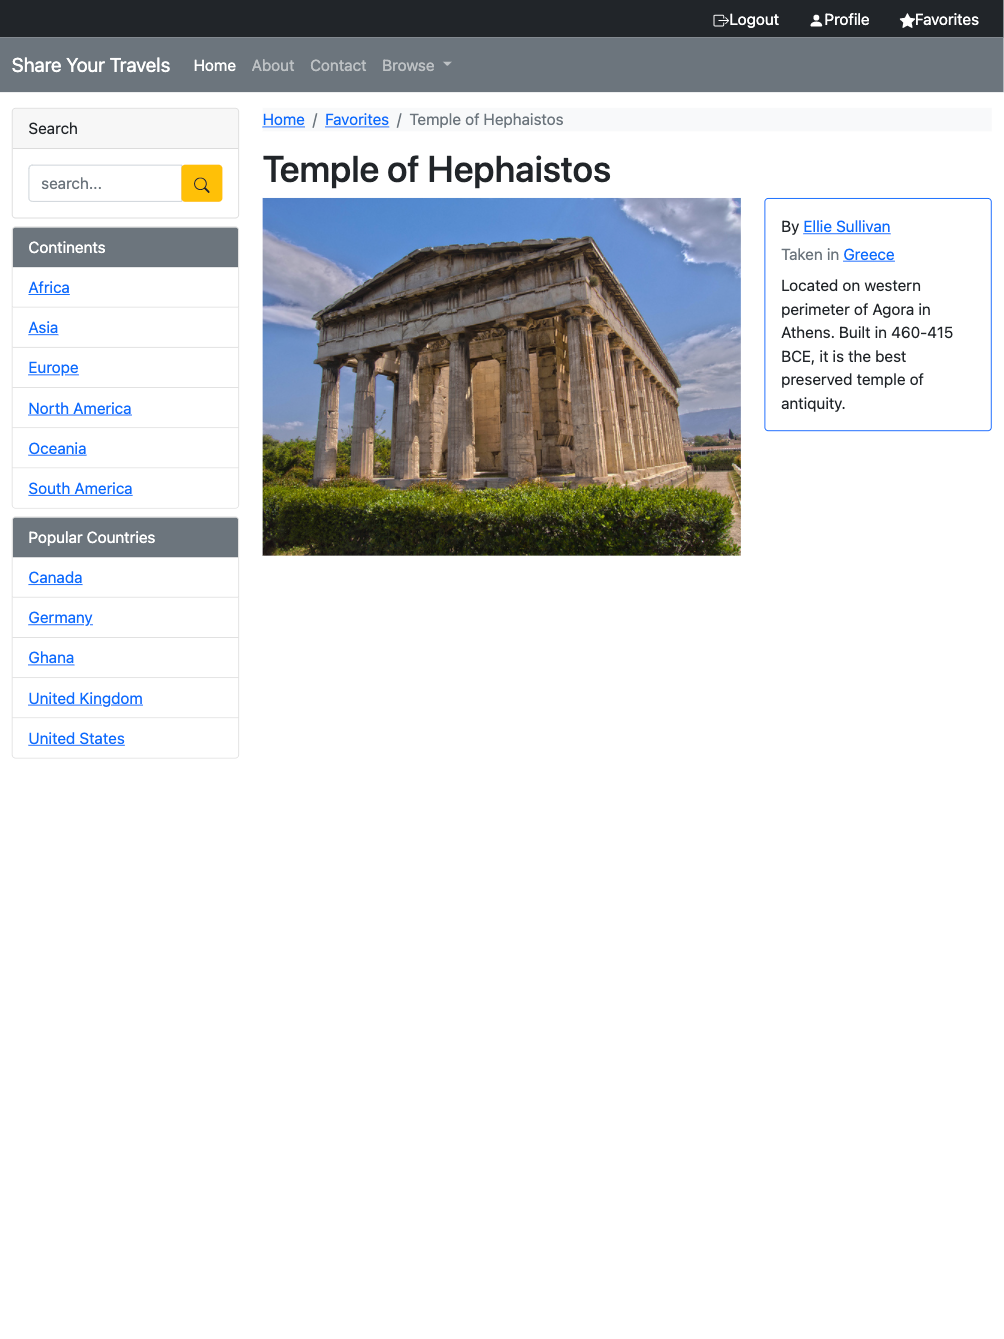 Logout Profile Favorites
Share Your Travels Home About Contact Browse
Search
search...
Continents
Africa
Asia
Europe
North America
Oceania
South America
Popular Countries
Canada
Germany
Ghana
United Kingdom
United States
Home / Favorites / Temple of Hephaistos
Temple of Hephaistos
By Ellie Sullivan
Taken in Greece
Located on western
perimeter of Agora in
Athens. Built in 460-415
BCE, it is the best
preserved temple of
antiquity.